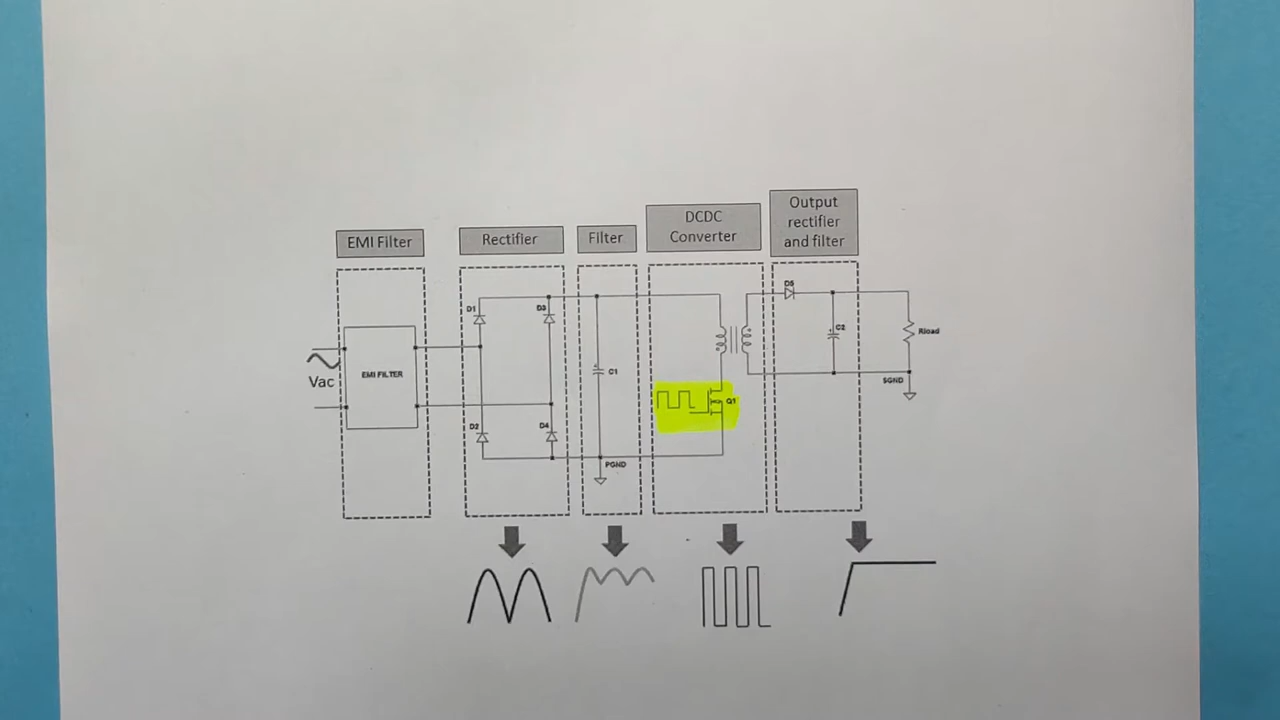 EMI Filter
Rectifier
Filter
DCDC
Converter
Output
rectifier
and filter
D1
D3
D5
C2
Rload
Vac
EMI FILTER
C1
Q1
SGND
D2
D4
PGND